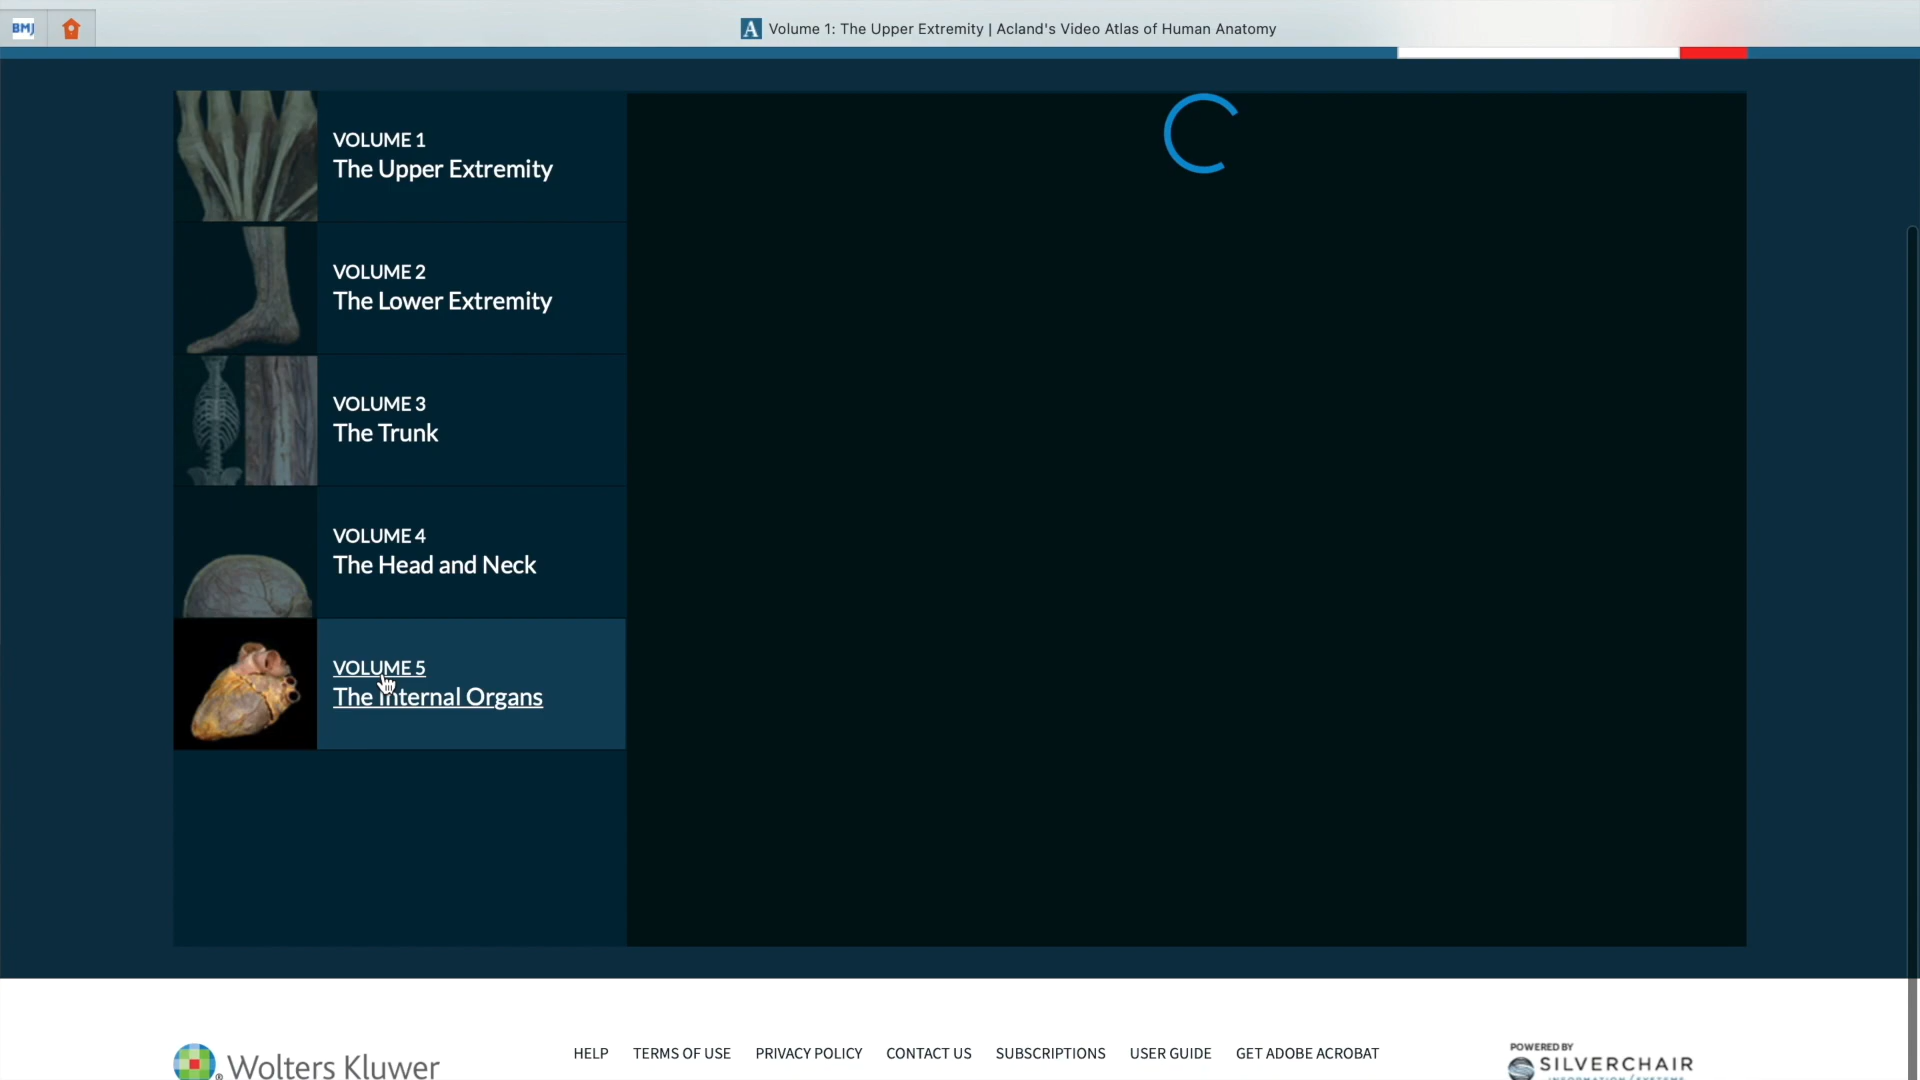 BMJ
A Volume 1: The Upper Extremity | Acland's Video Atlas of Human Anatomy
VOLUME 1
The Upper Extremity
VOLUME 2
The Lower Extremity
VOLUME 3
The Trunk
VOLUME 4
The Head and Neck
VOLUME 5
The Internal Organs
Wolters Kluwer
HELP TERMS OF USE PRIVACY POLICY CONTACT US SUBSCRIPTIONS USER GUIDE GET ADOBE ACROBAT
POWERED BY
SILVERCHAIR